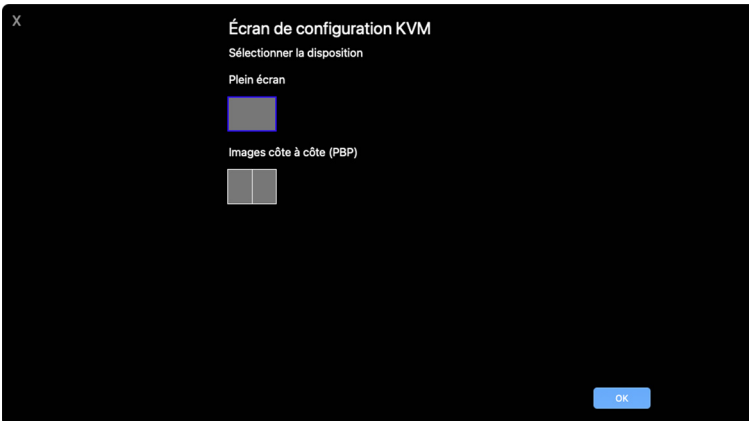 X
Écran de configuration KVM
Sélectionner la disposition
Plein écran
Images côte à côte (PBP)
OK